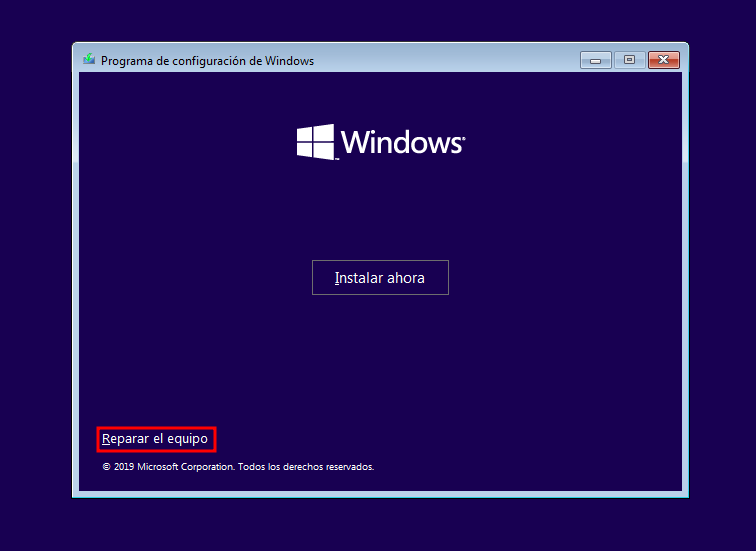 Programa de configuración de Windows
Windows®
Instalar ahora
Reparar el equipo
© 2019 Microsoft Corporation. Todos los derechos reservados.